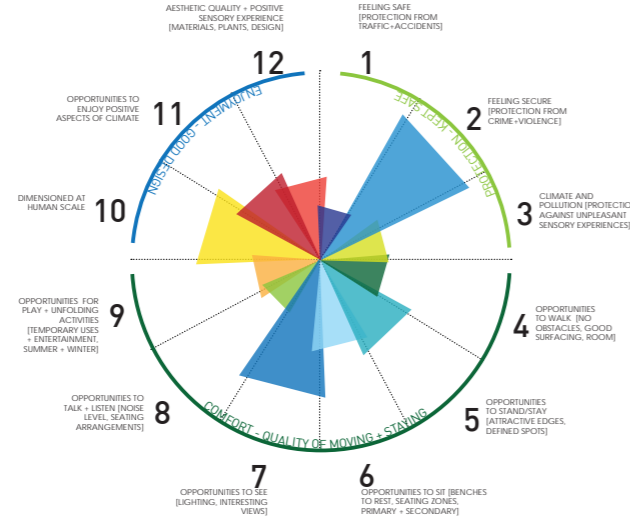 AESTHETIC QUALITY + POSITIVE
SENSORY EXPERIENCE
[MATERIALS, PLANTS, DESIGN]
12
FEELING SAFE
[PROTECTION FROM
TRAFFIC+ACCIDENTS]
1
2
FEELING SECURE
[PROTECTION FROM
CRIME+VIOLENCE]
3
CLIMATE AND
POLLUTION [PROTECTIO
AGAINST UNPLEASANT
SENSORY EXPERIENCES]
PROTECTION - KEPT SAFE
4
OPPORTUNITIES
TO WALK [NO
OBSTACLES, GOOD
SURFACING, ROOM]
5
OPPORTUNITIES
TO STAND/STAY
[ATTRACTIVE EDGES,
DEFINED SPOTS]
6
OPPORTUNITIES TO SIT [BENCHES
TO REST, SEATING ZONES,
PRIMARY + SECONDARY]
7
OPPORTUNITIES TO SEE
[LIGHTING, INTERESTING
VIEWS]
COMFORT - QUALITY OF MOVING + STAYING
8
OPPORTUNITIES TO
TALK + LISTEN [NOISE
LEVEL, SEATING
ARRANGEMENTS]
9
OPPORTUNITIES FOR
PLAY + UNFOLDING
ACTIVITIES
[TEMPORARY USES
+ ENTERTAINMENT,
SUMMER + WINTER]
10
DIMENSIONED AT
HUMAN SCALE
11
OPPORTUNITIES TO
ENJOY POSITIVE
ASPECTS OF CLIMATE
ENJOYMENT - GOOD DESIGN